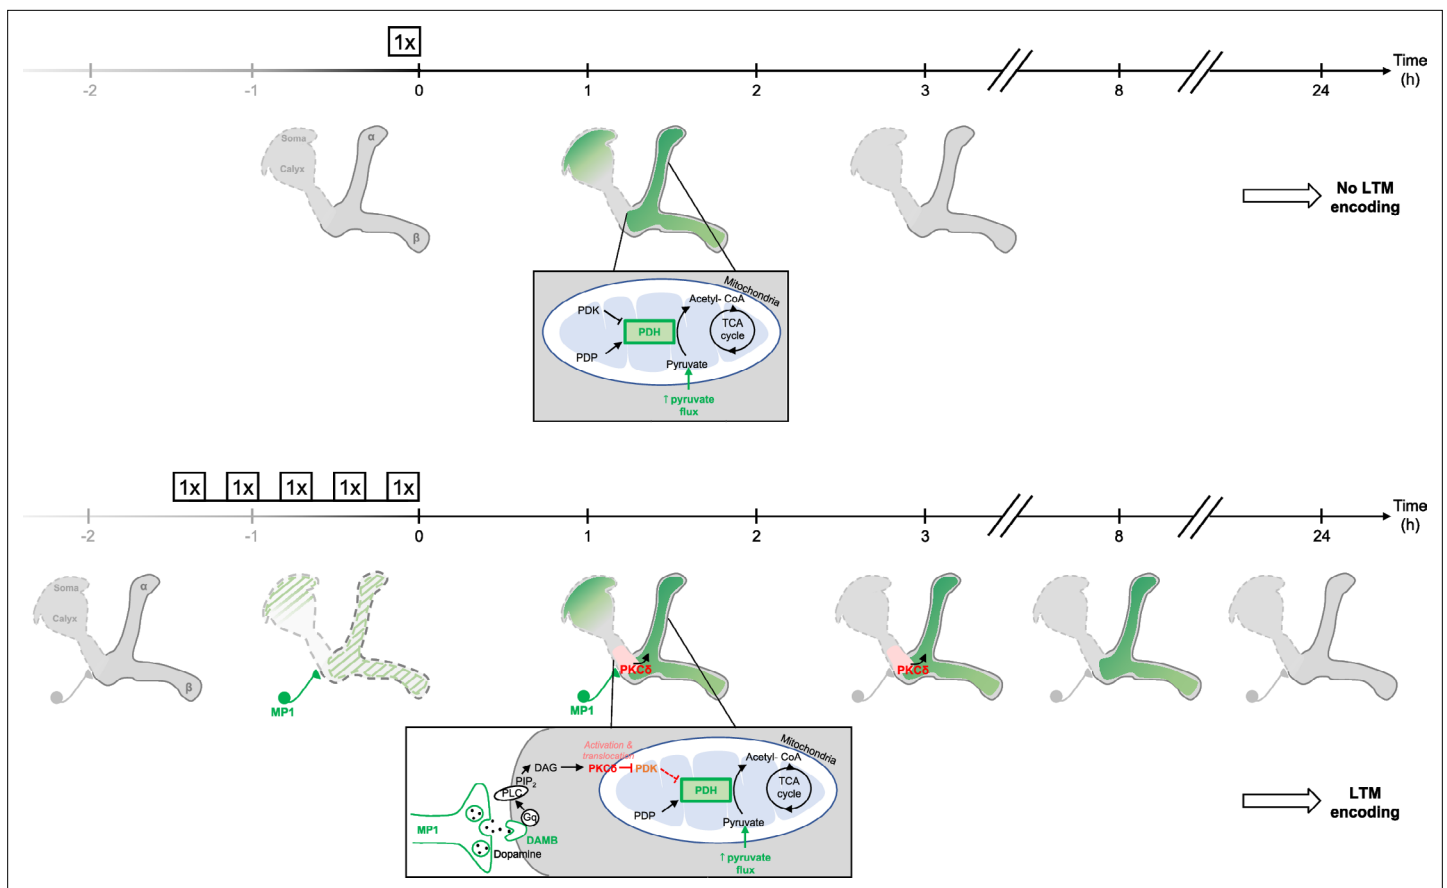 1x
Time
(h)
-2
-1
0
1
2
3
8
24
Soma
Calyx
α
β
No LTM
encoding
Mitochondria
Acetyl- CoA
PDK
PDH
TCA
cycle
PDP
Pyruvate
↑ pyruvate
flux
1x 1x 1x 1x 1x
Time
(h)
-2
-1
0
1
2
3
8
24
Soma
Calyx
α
β
MP1
PKCδ
MP1
PKCδ
Mitochondria
Activation &
translocation
DAG
PKCδ
PDK
Acetyl- CoA
PIP2
PLC
PDH
TCA
cycle
Gq
PDP
Pyruvate
MP1
DAMB
Dopamine
↑ pyruvate
flux
LTM
encoding